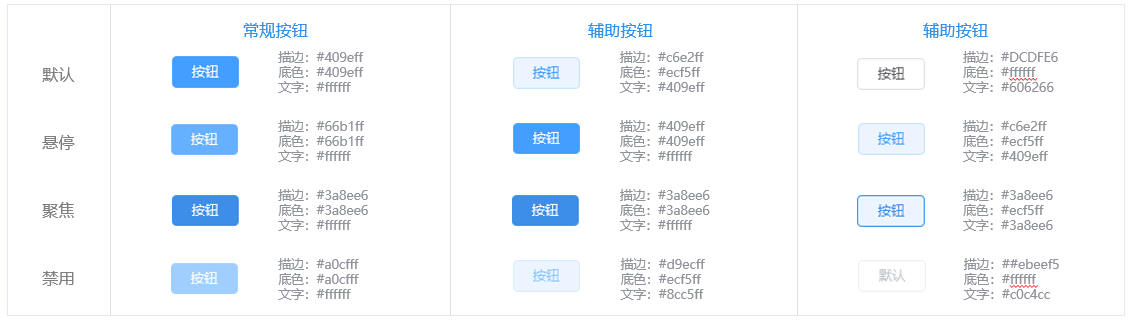 常规按钮
辅助按钮
辅助按钮
默认
按钮
描边：#409eff
底色：#409eff
文字：#ffffff
按钮
描边：#c6e2ff
底色：#ecf5ff
文字：#409eff
按钮
描边：#DCDFE6
底色：#ffffff
文字：#606266
悬停
按钮
描边：#66b1ff
底色：#66b1ff
文字：#ffffff
按钮
描边：#409eff
底色：#409eff
文字：#ffffff
按钮
描边：#c6e2ff
底色：#ecf5ff
文字：#409eff
聚焦
按钮
描边：#3a8ee6
底色：#3a8ee6
文字：#ffffff
按钮
描边：#3a8ee6
底色：#3a8ee6
文字：#ffffff
按钮
描边：#3a8ee6
底色：#ecf5ff
文字：#3a8ee6
禁用
按钮
描边：#a0cfff
底色：#a0cfff
文字：#ffffff
按钮
描边：#d9ecff
底色：#ecf5ff
文字：#8cc5ff
默认
描边：##ebeef5
底色：#ffffff
文字：#c0c4cc